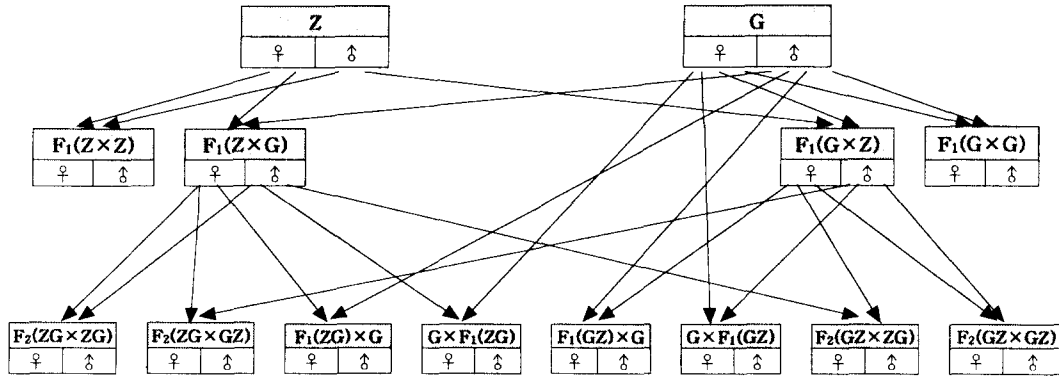 Z G
♀ ♂ ♀ ♂
F₁(Z×Z) F₁(Z×G) F₁(G×Z) F₁(G×G)
♀ ♂ ♀ ♂ ♀ ♂ ♀ ♂
F₂(ZG×ZG) F₂(ZG×GZ) F₁(ZG)×G G×F₁(ZG) F₁(GZ)×G G×F₁(GZ) F₂(GZ×ZG) F₂(GZ×GZ)
♀ ♂ ♀ ♂ ♀ ♂ ♀ ♂ ♀ ♂ ♀ ♂ ♀ ♂ ♀ ♂